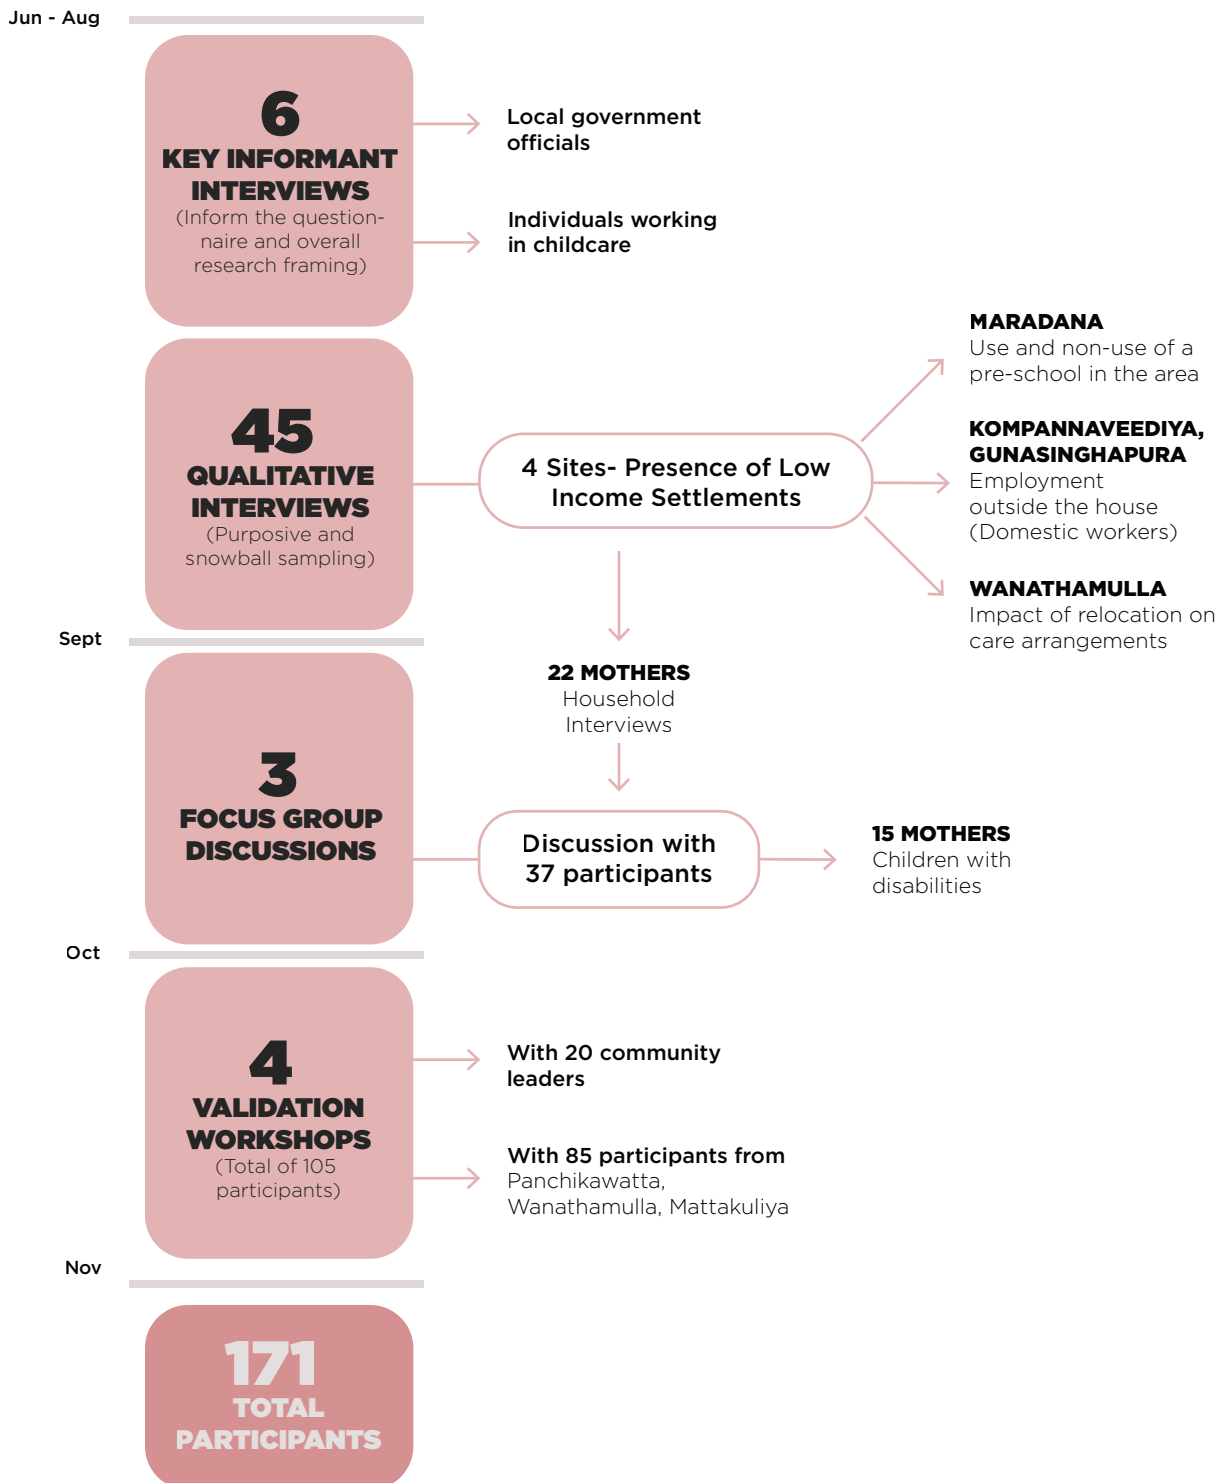 Jun - Aug
6
KEY INFORMANT
INTERVIEWS
(Inform the question-
naire and overall
research framing)
Local government
officials
Individuals working
in childcare
45
QUALITATIVE
INTERVIEWS
(Purposive and
snowball sampling)
4 Sites- Presence of Low
Income Settlements
MARADANA
Use and non-use of a
pre-school in the area
KOMPANNAVEEDIYA,
GUNASINGHAPURA
Employment
outside the house
(Domestic workers)
WANATHAMULLA
Impact of relocation on
care arrangements
Sept
22 MOTHERS
Household
Interviews
3
FOCUS GROUP
DISCUSSIONS
Discussion with
37 participants
15 MOTHERS
Children with
disabilities
Oct
4
VALIDATION
WORKSHOPS
(Total of 105
participants)
With 20 community
leaders
With 85 participants from
Panchikawatta,
Wanathamulla, Mattakuliya
Nov
171
TOTAL
PARTICIPANTS